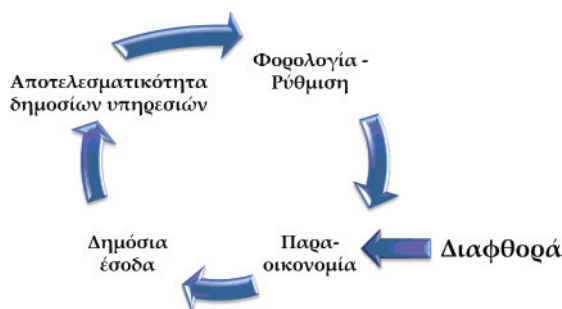 Φορολογία -
Ρύθμιση
Αποτελεσματικότητα
δημοσίων υπηρεσιών
Δημόσια
έσοδα
Παρα-
οικονομία
Διαφθορά